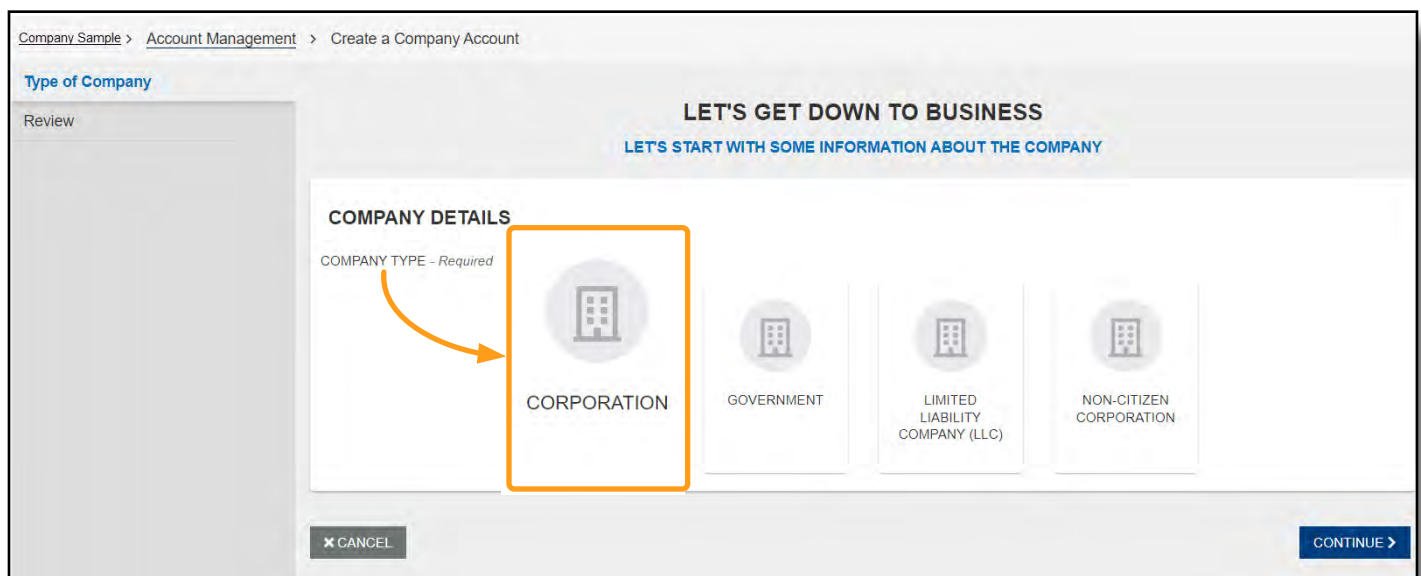 Company Sample > Account Management > Create a Company Account
Type of Company
Review
LET'S GET DOWN TO BUSINESS
LET'S START WITH SOME INFORMATION ABOUT THE COMPANY
COMPANY DETAILS
COMPANY TYPE - Required
CORPORATION
GOVERNMENT
LIMITED
LIABILITY
COMPANY (LLC)
NON-CITIZEN
CORPORATION
× CANCEL
CONTINUE >